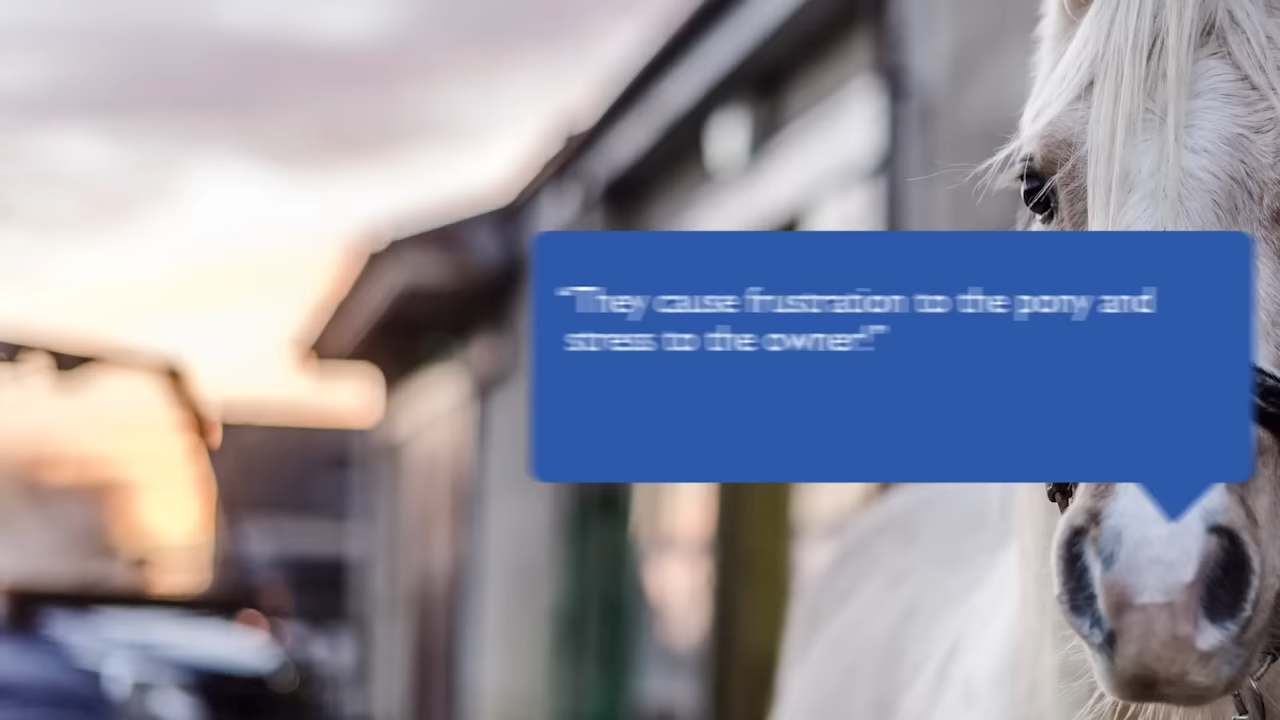 “They cause frustration to the pony and
stress to the owner!”